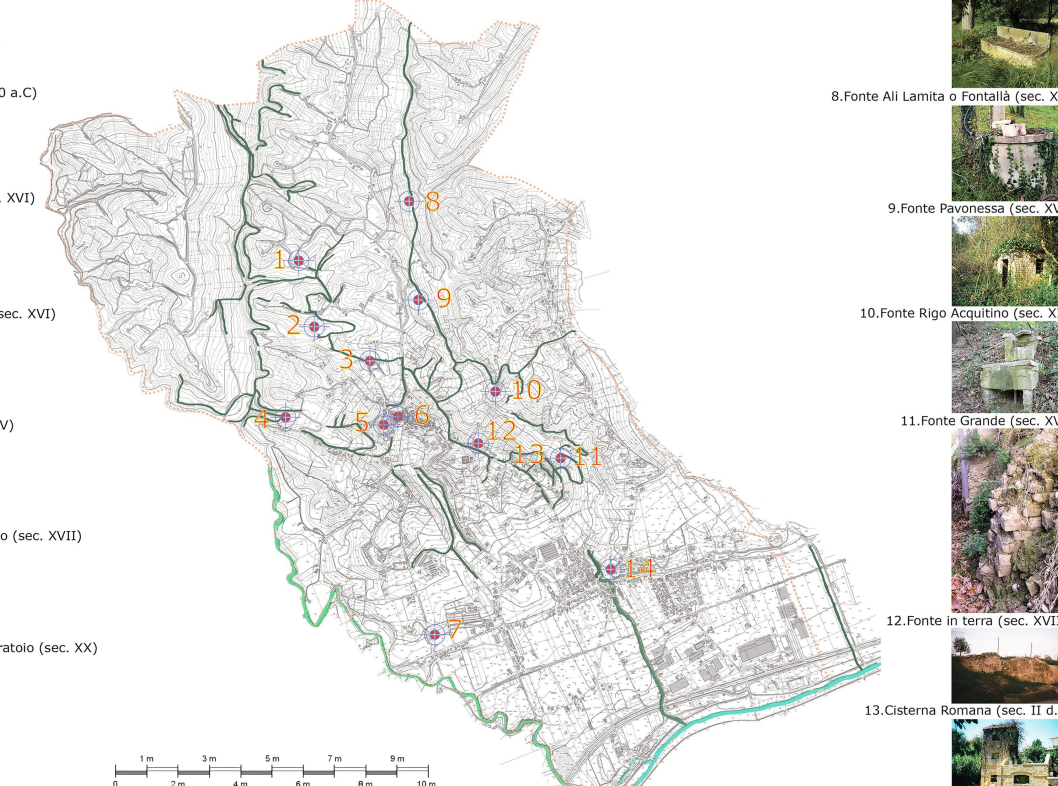 0 a.C)
. XVI)
sec. XVI)
V)
o (sec. XVII)
ratoio (sec. XX)
1
2
3
4
5
6
7
8
9
10
12
13
11
14
1 m 3 m 5 m 7 m 9 m
0 2 m 4 m 6 m 8 m 10 m
8.Fonte Ali Lamita o Fontallà (sec. X
9.Fonte Pavonessa (sec. XV
10.Fonte Rigo Acquitino (sec. X
11.Fonte Grande (sec. XV
12.Fonte in terra (sec. XVII
13.Cisterna Romana (sec. II d.